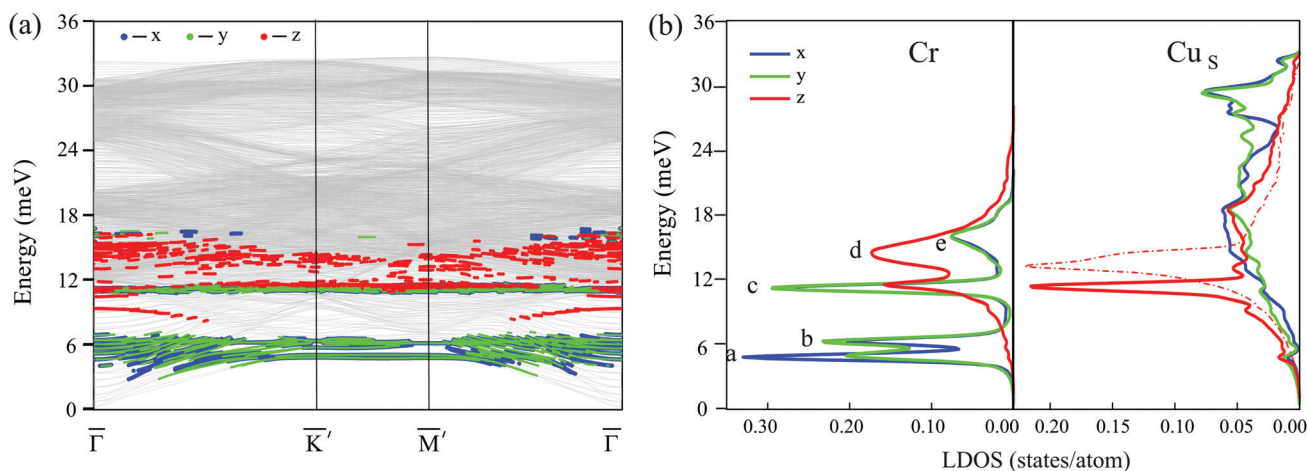 (a)
x y z
Energy (meV)
36
30
24
18
12
6
0
Γ̅ K̅′ M̅′ Γ̅
(b)
x
y
z
Cr
Cu S
Energy (meV)
36
30
24
18
12
6
0
a
b
c
d
e
0.30 0.20 0.10 0.00 0.20 0.15 0.10 0.05 0.00
LDOS (states/atom)